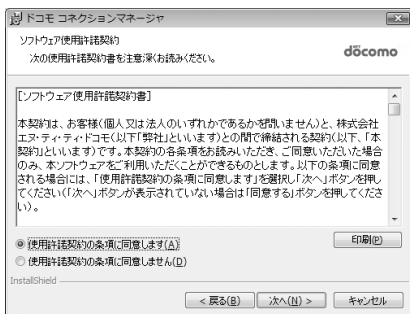 ドコモ コネクションマネージャ
ソフトウェア使用許諾契約
次の使用許諾契約書を注意深くお読みください。
döcomo
[ソフトウェア使用許諾契約書]
本契約は、お客様(個人又は法人のいずれかであるかを問いません)と、株式会社
エヌ・ティ・ティ・ドコモ(以下「弊社」といいます)との間で締結される契約(以下、「本
契約」といいます)です。本契約の各条項をお読みいただき、ご同意いただいた場合
のみ、本ソフトウェアをご利用いただくことができるものとします。以下の条項に同意
される場合には、「使用許諾契約の条項に同意します」を選択し「次へ」ボタンを押し
てください(「次へ」ボタンが表示されていない場合は「同意する」ボタンを押してくださ
い)。
使用許諾契約の条項に同意します(A)
印刷(P)
使用許諾契約の条項に同意しません(D)
InstallShield
< 戻る(B)
次へ(N) >
キャンセル